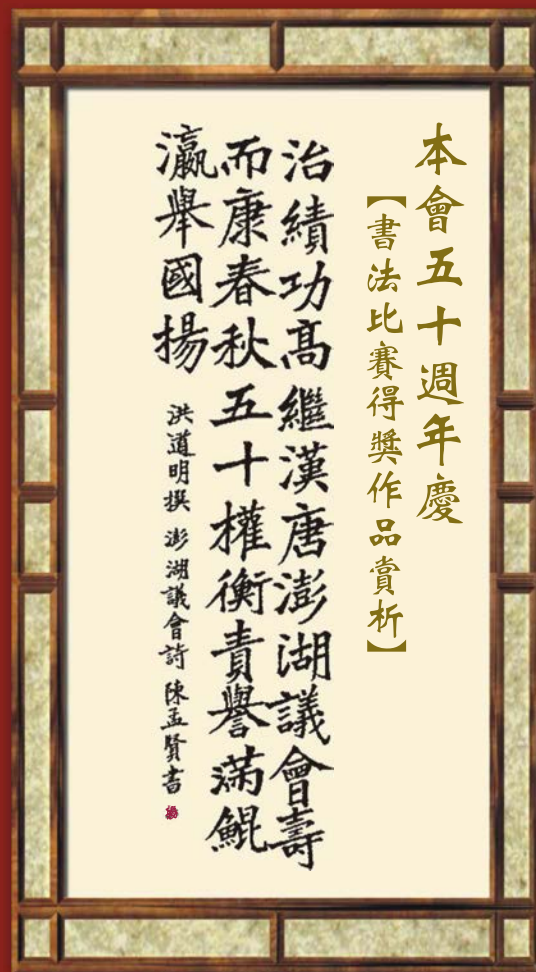 本會五十週年慶
【書法比賽得獎作品賞析】
治績功高繼漢唐澎湖議會壽
而康春秋五十權衡責譽滿鯤
瀛舉國揚
洪道明撰 澎湖議會詩 陳孟賢書